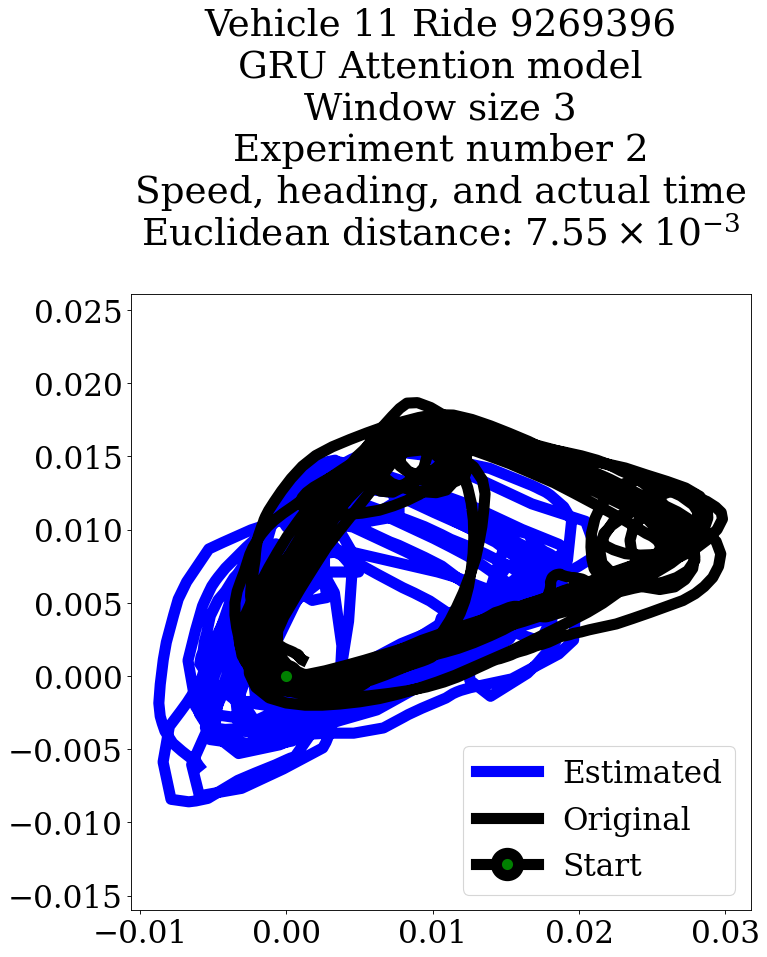 Vehicle 11 Ride 9269396
GRU Attention model
Window size 3
Experiment number 2
Speed, heading, and actual time
Euclidean distance: 7.55 × 10⁻³
0.025
0.020
0.015
0.010
0.005
0.000
−0.005
−0.010
−0.015
−0.01 0.00 0.01 0.02 0.03
Estimated
Original
Start